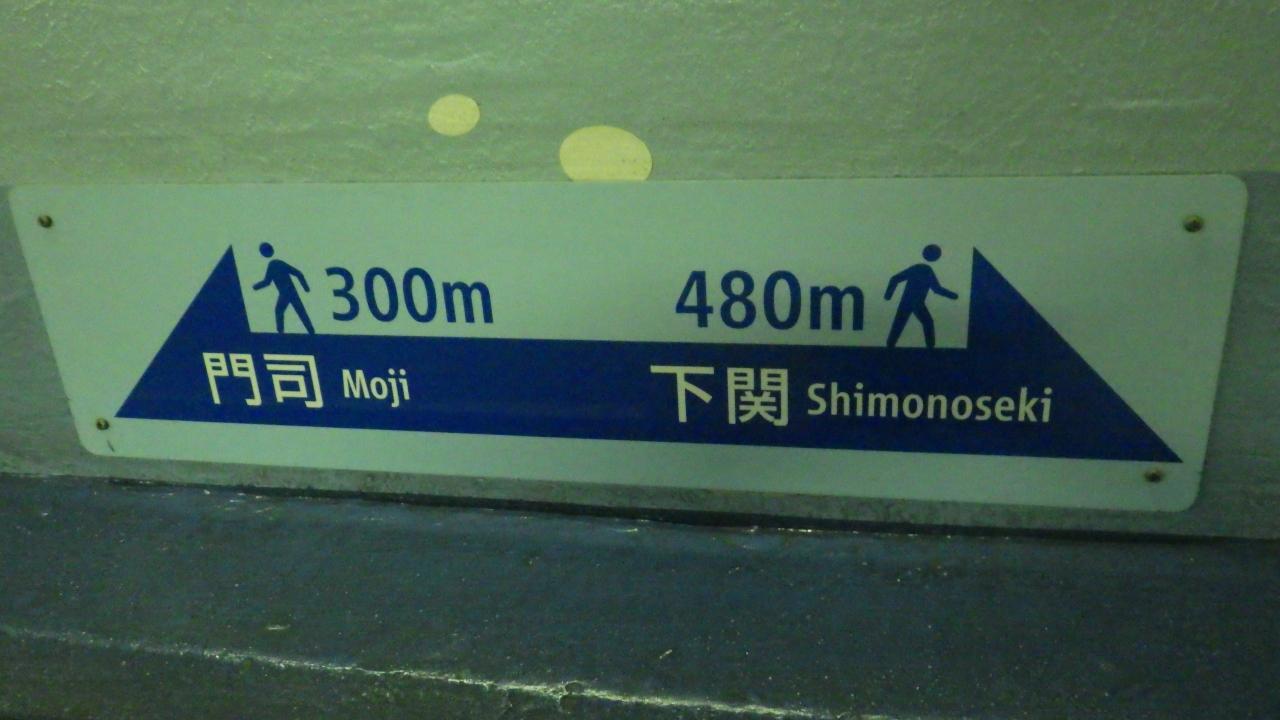 300m 480m
門司 Moji 下関 Shimonoseki